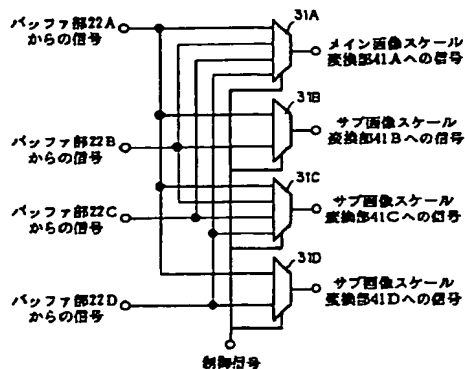 バッファ部22A
からの信号
31A
メイン画像スケール
変換部41Aへの信号
31B
バッファ部22B
からの信号
サブ画像スケール
変換部41Bへの信号
31C
バッファ部22C
からの信号
サブ画像スケール
変換部41Cへの信号
31D
バッファ部22D
からの信号
サブ画像スケール
変換部41Dへの信号
制御信号